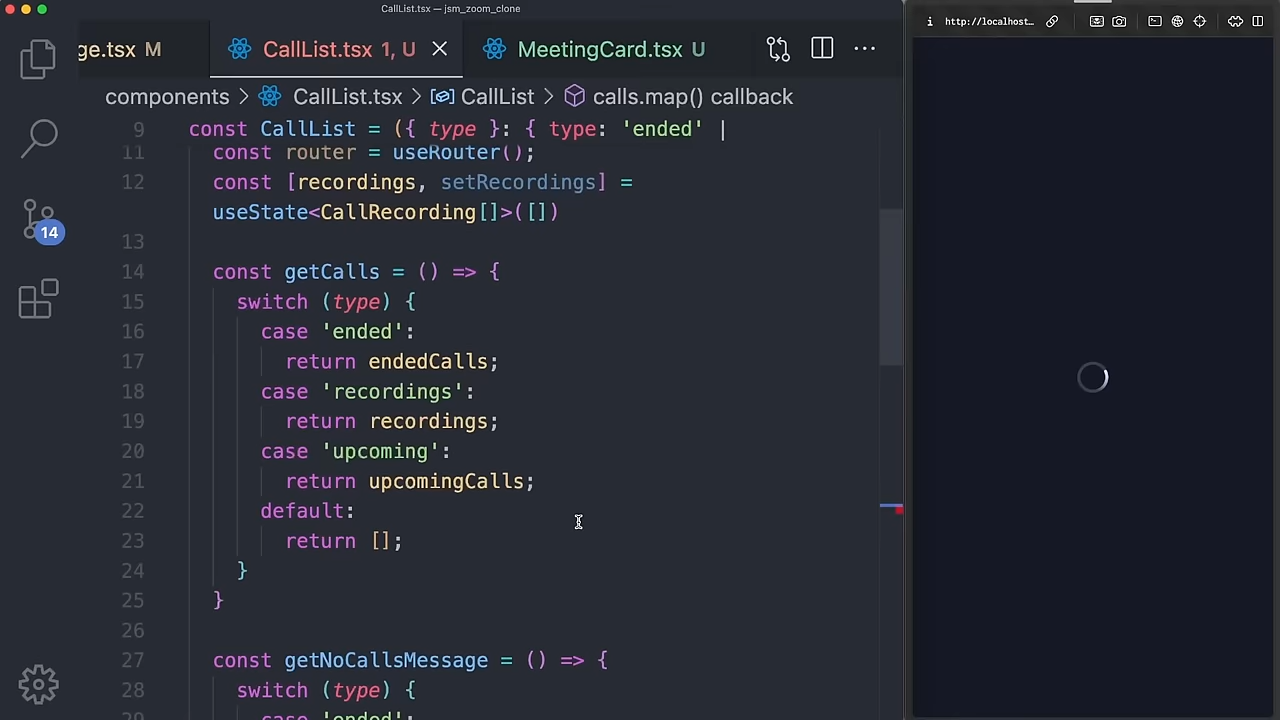 CallList.tsx — jsm_zoom_clone
ge.tsx M
CallList.tsx 1, U
MeetingCard.tsx U
http://localhost...
components > CallList.tsx > CallList > calls.map() callback
9 const CallList = ({ type }: { type: 'ended' |
11 const router = useRouter();
12 const [recordings, setRecordings] =
useState<CallRecording[]>([])
13
14 const getCalls = () => {
15 switch (type) {
16 case 'ended':
17 return endedCalls;
18 case 'recordings':
19 return recordings;
20 case 'upcoming':
21 return upcomingCalls;
22 default:
23 return [];
24 }
25 }
26
27 const getNoCallsMessage = () => {
28 switch (type) {
29 case 'ended':
14